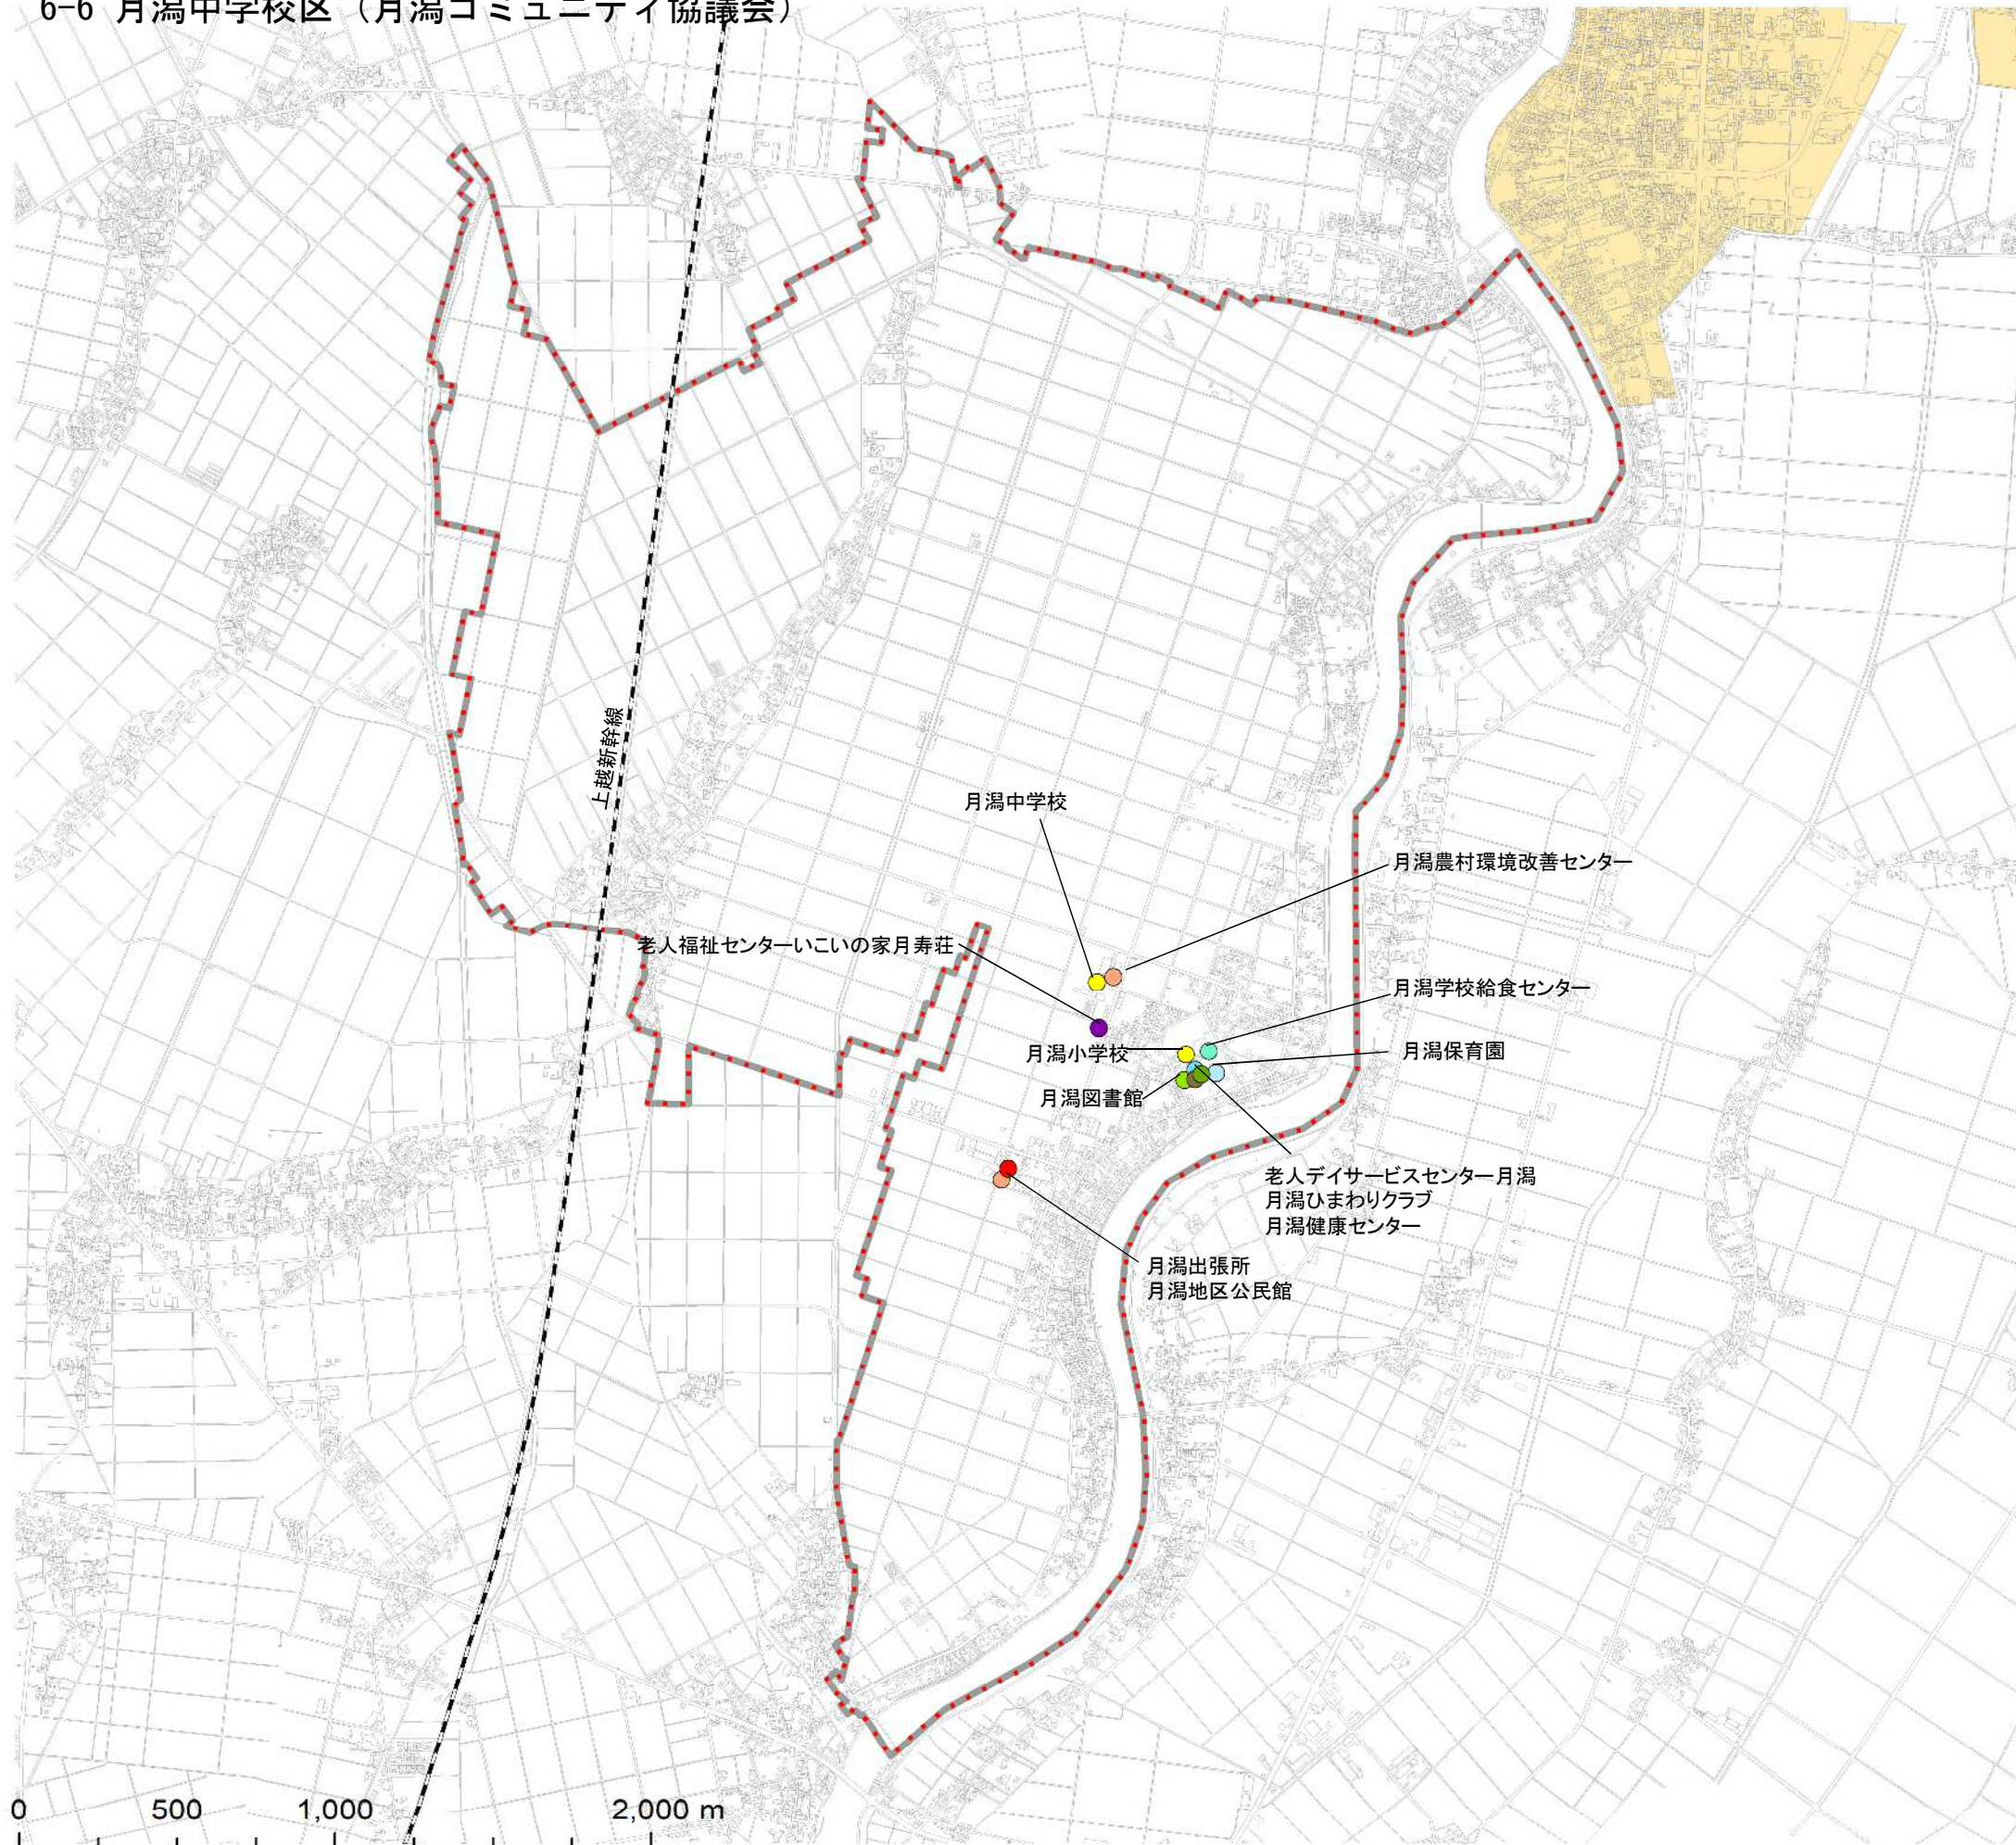 6-6 月潟中学校区（月潟コミュニティ協議会）
上越新幹線
月潟中学校
月潟農村環境改善センター
老人福祉センターいこいの家月寿荘
月潟学校給食センター
月潟小学校
月潟保育園
月潟図書館
老人デイサービスセンター月潟
月潟ひまわりクラブ
月潟健康センター
月潟出張所
月潟地区公民館
0 500 1,000 2,000 m